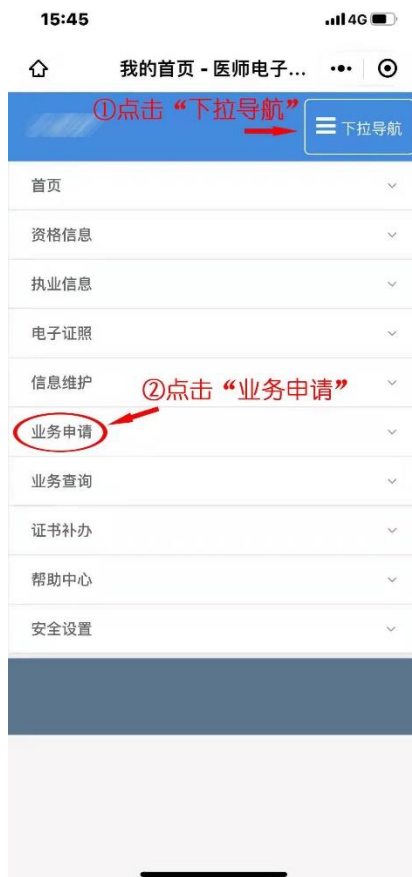 15:45
4G
我的首页 - 医师电子...
①点击“下拉导航”
下拉导航
首页
资格信息
执业信息
电子证照
信息维护
②点击“业务申请”
业务申请
业务查询
证书补办
帮助中心
安全设置